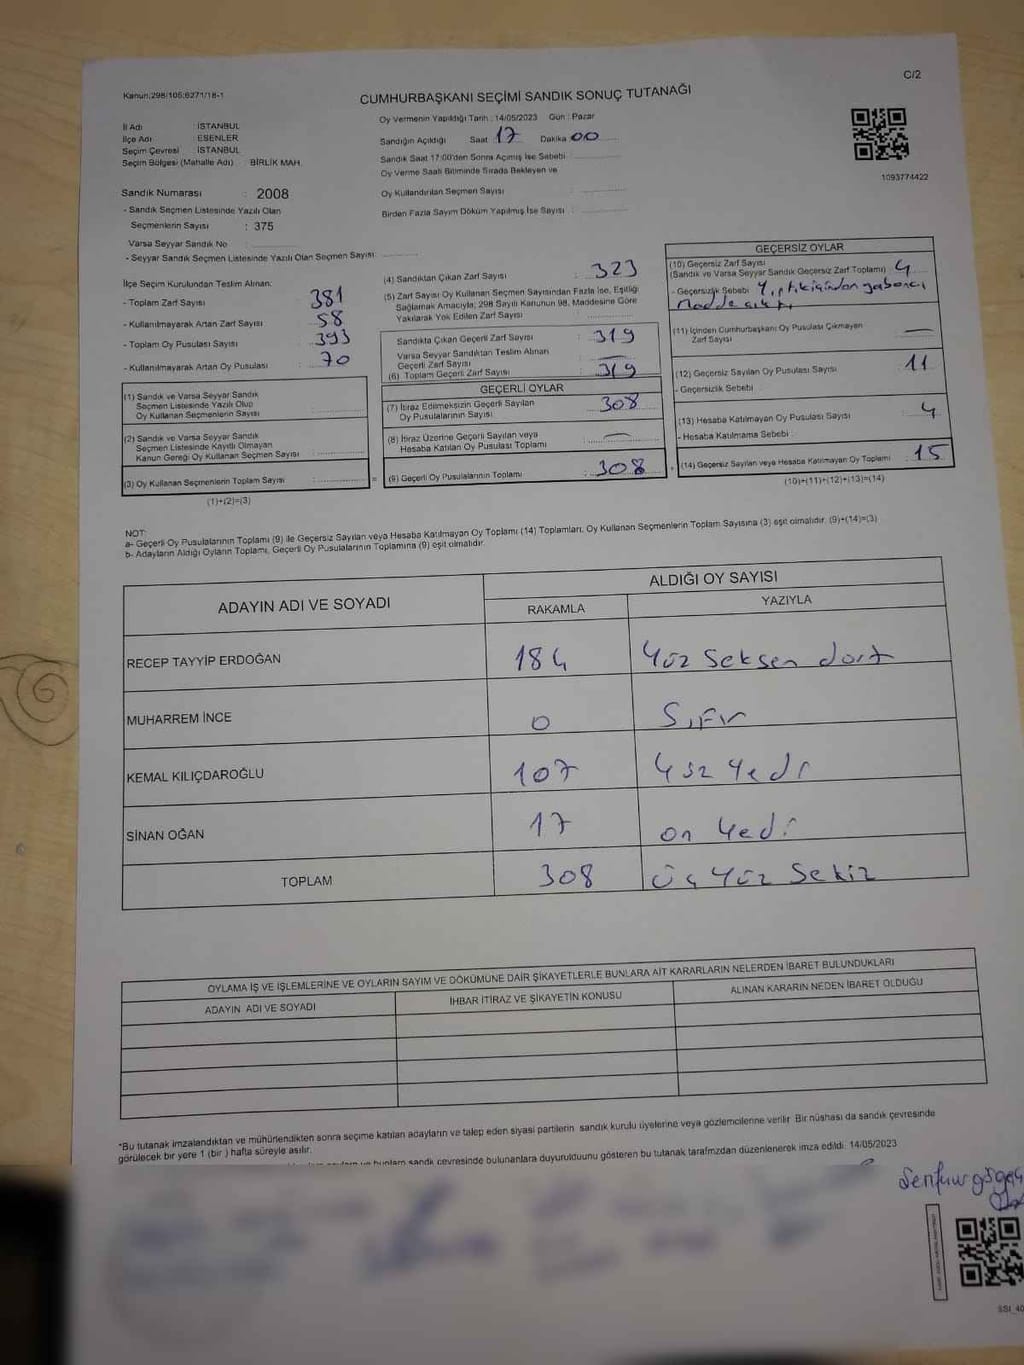 Kanun:298/105;6271/18-1
C/2
CUMHURBAŞKANI SEÇİMİ SANDIK SONUÇ TUTANAĞI
İl Adı : İSTANBUL
İlçe Adı : ESENLER
Seçim Çevresi : İSTANBUL
Seçim Bölgesi (Mahalle Adı) : BİRLİK MAH.
Oy Vermenin Yapıldığı Tarih : 14/05/2023 Gün : Pazar
Sandığın Açıldığı Saat 17 Dakika 00
Sandık Saat 17:00'den Sonra Açılmış İse Sebebi :
Oy Verme Saati Bitiminde Sırada Bekleyen ve
Oy Kullandırılan Seçmen Sayısı :
Birden Fazla Sayım Döküm Yapılmış İse Sayısı :
1093774422
Sandık Numarası : 2008
- Sandık Seçmen Listesinde Yazılı Olan
Seçmenlerin Sayısı : 375
Varsa Seyyar Sandık No :
- Seyyar Sandık Seçmen Listesinde Yazılı Olan Seçmen Sayısı:
İlçe Seçim Kurulundan Teslim Alınan:
- Toplam Zarf Sayısı : 381
- Kullanılmayarak Artan Zarf Sayısı : 58
- Toplam Oy Pusulası Sayısı : 393
- Kullanılmayarak Artan Oy Pusulası : 70
(1) Sandık ve Varsa Seyyar Sandık
Seçmen Listesinde Yazılı Olup
Oy Kullanan Seçmenlerin Sayısı :
(2) Sandık ve Varsa Seyyar Sandık
Seçmen Listesinde Kayıtlı Olmayan
Kanun Gereği Oy Kullanan Seçmen Sayısı :
(3) Oy Kullanan Seçmenlerin Toplam Sayısı :
(1)+(2)=(3)
(4) Sandıktan Çıkan Zarf Sayısı : 323
(5) Zarf Sayısı Oy Kullanan Seçmen Sayısından Fazla İse, Eşitliği
Sağlamak Amacıyla; 298 Sayılı Kanunun 98. Maddesine Göre
Yakılarak Yok Edilen Zarf Sayısı :
Sandıkta Çıkan Geçerli Zarf Sayısı : 319
Varsa Seyyar Sandıktan Teslim Alınan
Geçerli Zarf Sayısı :
(6) Toplam Geçerli Zarf Sayısı : 319
GEÇERLİ OYLAR
(7) İtiraz Edilmeksizin Geçerli Sayılan
Oy Pusulalarının Sayısı : 308
(8) İtiraz Üzerine Geçerli Sayılan veya
Hesaba Katılan Oy Pusulası Toplamı :
(9) Geçerli Oy Pusulalarının Toplamı : 308
GEÇERSİZ OYLAR
(10) Geçersiz Zarf Sayısı
(Sandık ve Varsa Seyyar Sandık Geçersiz Zarf Toplamı) : 4
- Geçersizlik Sebebi yabancı
Madde çıktı
(11) İçinden Cumhurbaşkanı Oy Pusulası Çıkmayan
Zarf Sayısı :
(12) Geçersiz Sayılan Oy Pusulası Sayısı : 11
- Geçersizlik Sebebi :
(13) Hesaba Katılmayan Oy Pusulası Sayısı : 4
- Hesaba Katılmama Sebebi :
(14) Geçersiz Sayılan veya Hesaba Katılmayan Oy Toplamı : 15
(10)+(11)+(12)+(13)=(14)
NOT:
a- Geçerli Oy Pusulalarının Toplamı (9) ile Geçersiz Sayılan veya Hesaba Katılmayan Oy Toplamı (14) Toplamları, Oy Kullanan Seçmenlerin Toplam Sayısına (3) eşit olmalıdır. (9)+(14)=(3)
b- Adayların Aldığı Oyların Toplamı, Geçerli Oy Pusulalarının Toplamına (9) eşit olmalıdır.
ADAYIN ADI VE SOYADI
ALDIĞI OY SAYISI
RAKAMLA YAZIYLA
RECEP TAYYİP ERDOĞAN 184 Yüz Seksen dört
MUHARREM İNCE 0 Sıfır
KEMAL KILIÇDAROĞLU 107 Yüz Yedi
SİNAN OĞAN 17 on Yedi
TOPLAM 308 Üç Yüz Sekiz
OYLAMA İŞ VE İŞLEMLERİNE VE OYLARIN SAYIM VE DÖKÜMÜNE DAİR ŞİKAYETLERLE BUNLARA AİT KARARLARIN NELERDEN İBARET BULUNDUKLARI
ADAYIN ADI VE SOYADI İHBAR İTİRAZ VE ŞİKAYETİN KONUSU ALINAN KARARIN NEDEN İBARET OLDUĞU
*Bu tutanak imzalandıktan ve mühürlendikten sonra seçime katılan adayların ve talep eden siyasi partilerin sandık kurulu üyelerine veya gözlemcilerine verilir. Bir nüshası da sandık çevresinde
görülecek bir yere 1 (bir) hafta süreyle asılır.
sandık çevresinde bulunanlara duyurulduunu gösteren bu tutanak tarafımzdan düzenlenerek imza edildi. 14/05/2023
SSI_40